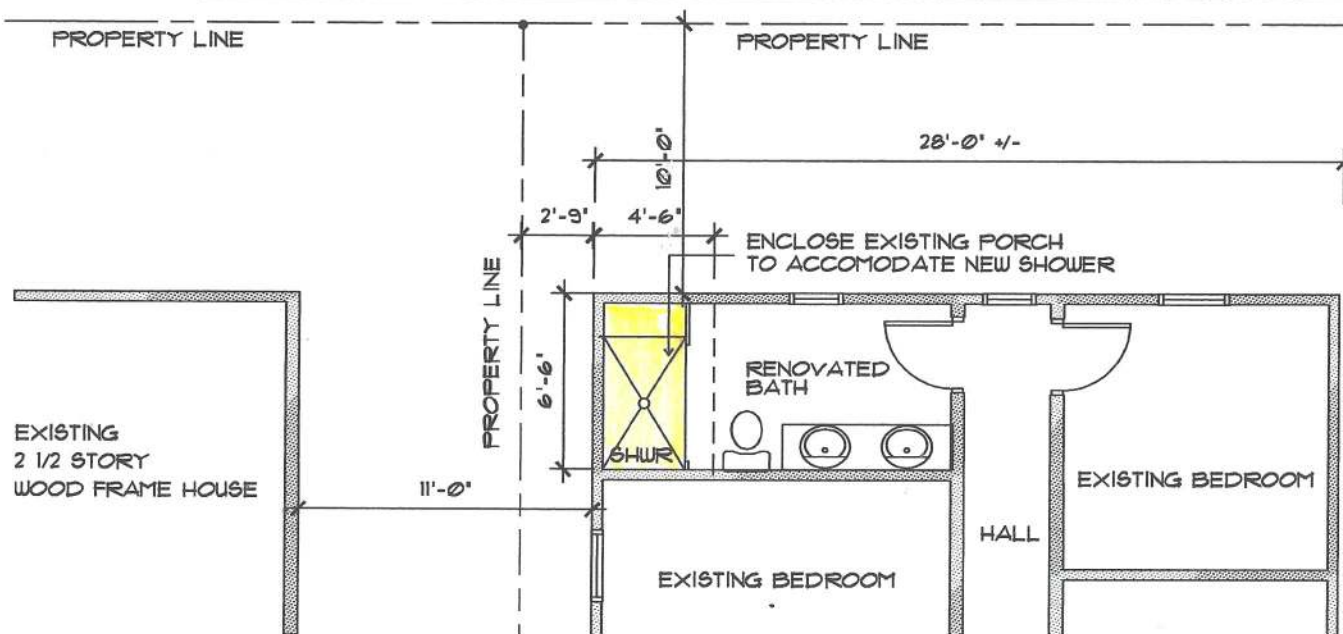 PROPERTY LINE
PROPERTY LINE
28'-0" +/-
10'-0"
2'-9"
4'-6"
ENCLOSE EXISTING PORCH
TO ACCOMODATE NEW SHOWER
PROPERTY LINE
6'-6"
RENOVATED
BATH
SHWR
EXISTING
2 1/2 STORY
WOOD FRAME HOUSE
11'-0"
EXISTING BEDROOM
HALL
EXISTING BEDROOM